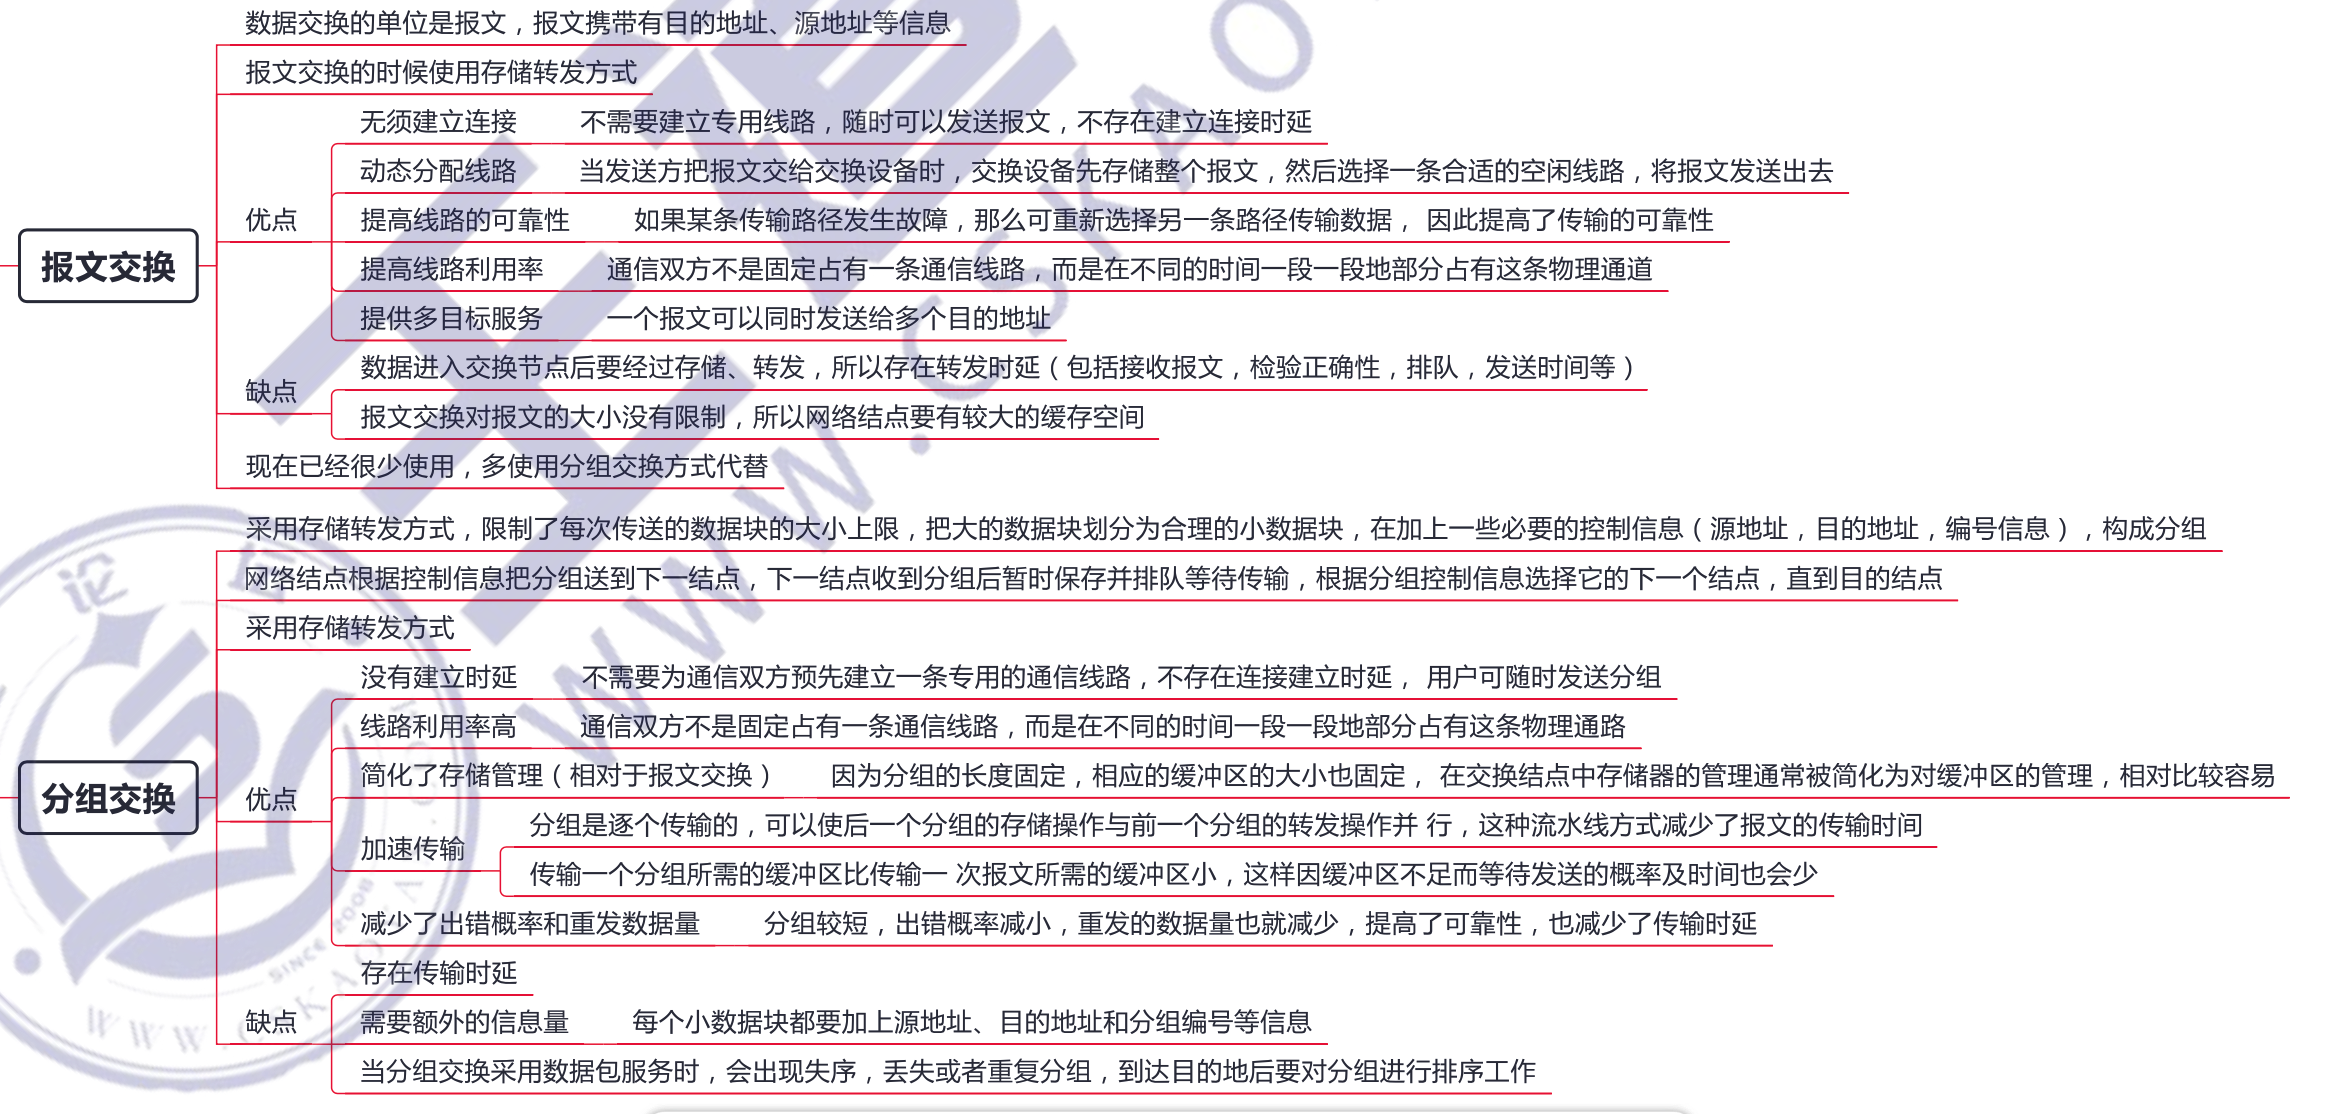 数据交换的单位是报文，报文携带有目的地址、源地址等信息
报文交换的时候使用存储转发方式
无须建立连接 不需要建立专用线路，随时可以发送报文，不存在建立连接时延
动态分配线路 当发送方把报文交给交换设备时，交换设备先存储整个报文，然后选择一条合适的空闲线路，将报文发送出去
优点
提高线路的可靠性 如果某条传输路径发生故障，那么可重新选择另一条路径传输数据， 因此提高了传输的可靠性
报文交换
提高线路利用率 通信双方不是固定占有一条通信线路，而是在不同的时间一段一段地部分占有这条物理通道
提供多目标服务 一个报文可以同时发送给多个目的地址
缺点
数据进入交换节点后要经过存储、转发，所以存在转发时延（包括接收报文，检验正确性，排队，发送时间等）
报文交换对报文的大小没有限制，所以网络结点要有较大的缓存空间
现在已经很少使用，多使用分组交换方式代替
采用存储转发方式，限制了每次传送的数据块的大小上限，把大的数据块划分为合理的小数据块，在加上一些必要的控制信息（源地址，目的地址，编号信息），构成分组
网络结点根据控制信息把分组送到下一结点，下一结点收到分组后暂时保存并排队等待传输，根据分组控制信息选择它的下一个结点，直到目的结点
采用存储转发方式
没有建立时延 不需要为通信双方预先建立一条专用的通信线路，不存在连接建立时延， 用户可随时发送分组
线路利用率高 通信双方不是固定占有一条通信线路，而是在不同的时间一段一段地部分占有这条物理通路
简化了存储管理（相对于报文交换） 因为分组的长度固定，相应的缓冲区的大小也固定， 在交换结点中存储器的管理通常被简化为对缓冲区的管理，相对比较容易
分组交换
优点
加速传输
分组是逐个传输的，可以使后一个分组的存储操作与前一个分组的转发操作并 行，这种流水线方式减少了报文的传输时间
传输一个分组所需的缓冲区比传输一 次报文所需的缓冲区小，这样因缓冲区不足而等待发送的概率及时间也会少
减少了出错概率和重发数据量 分组较短，出错概率减小，重发的数据量也就减少，提高了可靠性，也减少了传输时延
存在传输时延
缺点
需要额外的信息量 每个小数据块都要加上源地址、目的地址和分组编号等信息
当分组交换采用数据包服务时，会出现失序，丢失或者重复分组，到达目的地后要对分组进行排序工作
王道
WWW.CSKAO
论
SINCE 2008
WWW.CSKAO